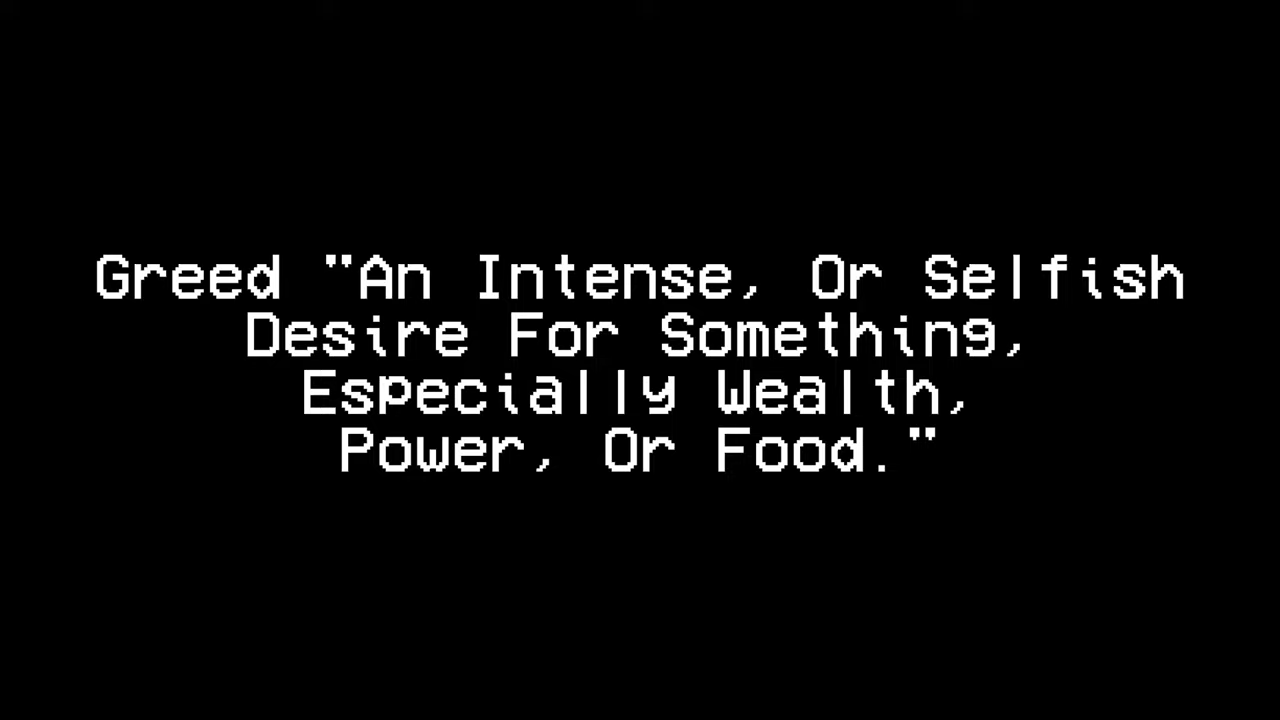 Greed "An Intense, Or Selfish
Desire For Something,
Especially Wealth,
Power, Or Food."